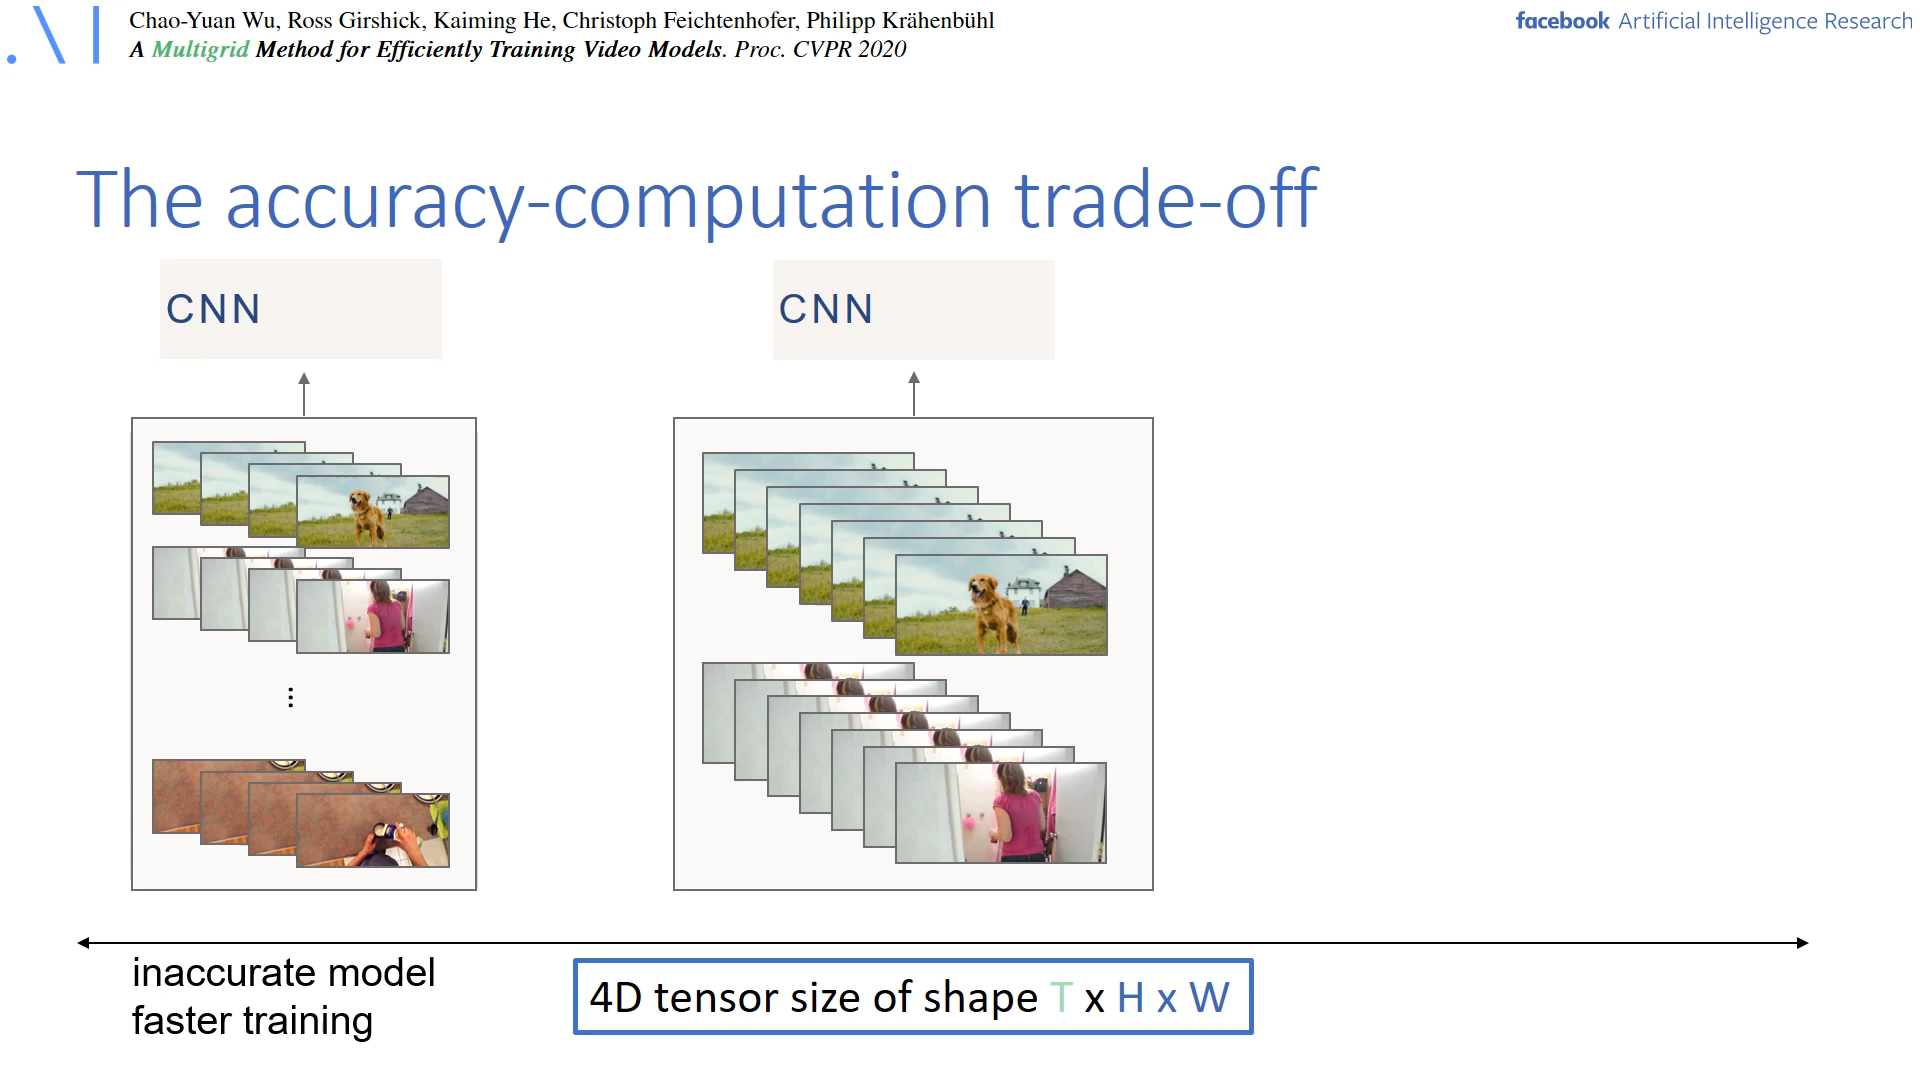 Chao-Yuan Wu, Ross Girshick, Kaiming He, Christoph Feichtenhofer, Philipp Krähenbühl
A Multigrid Method for Efficiently Training Video Models. Proc. CVPR 2020
facebook Artificial Intelligence Research
The accuracy-computation trade-off
CNN
CNN
⋮
inaccurate model
faster training
4D tensor size of shape T x H x W